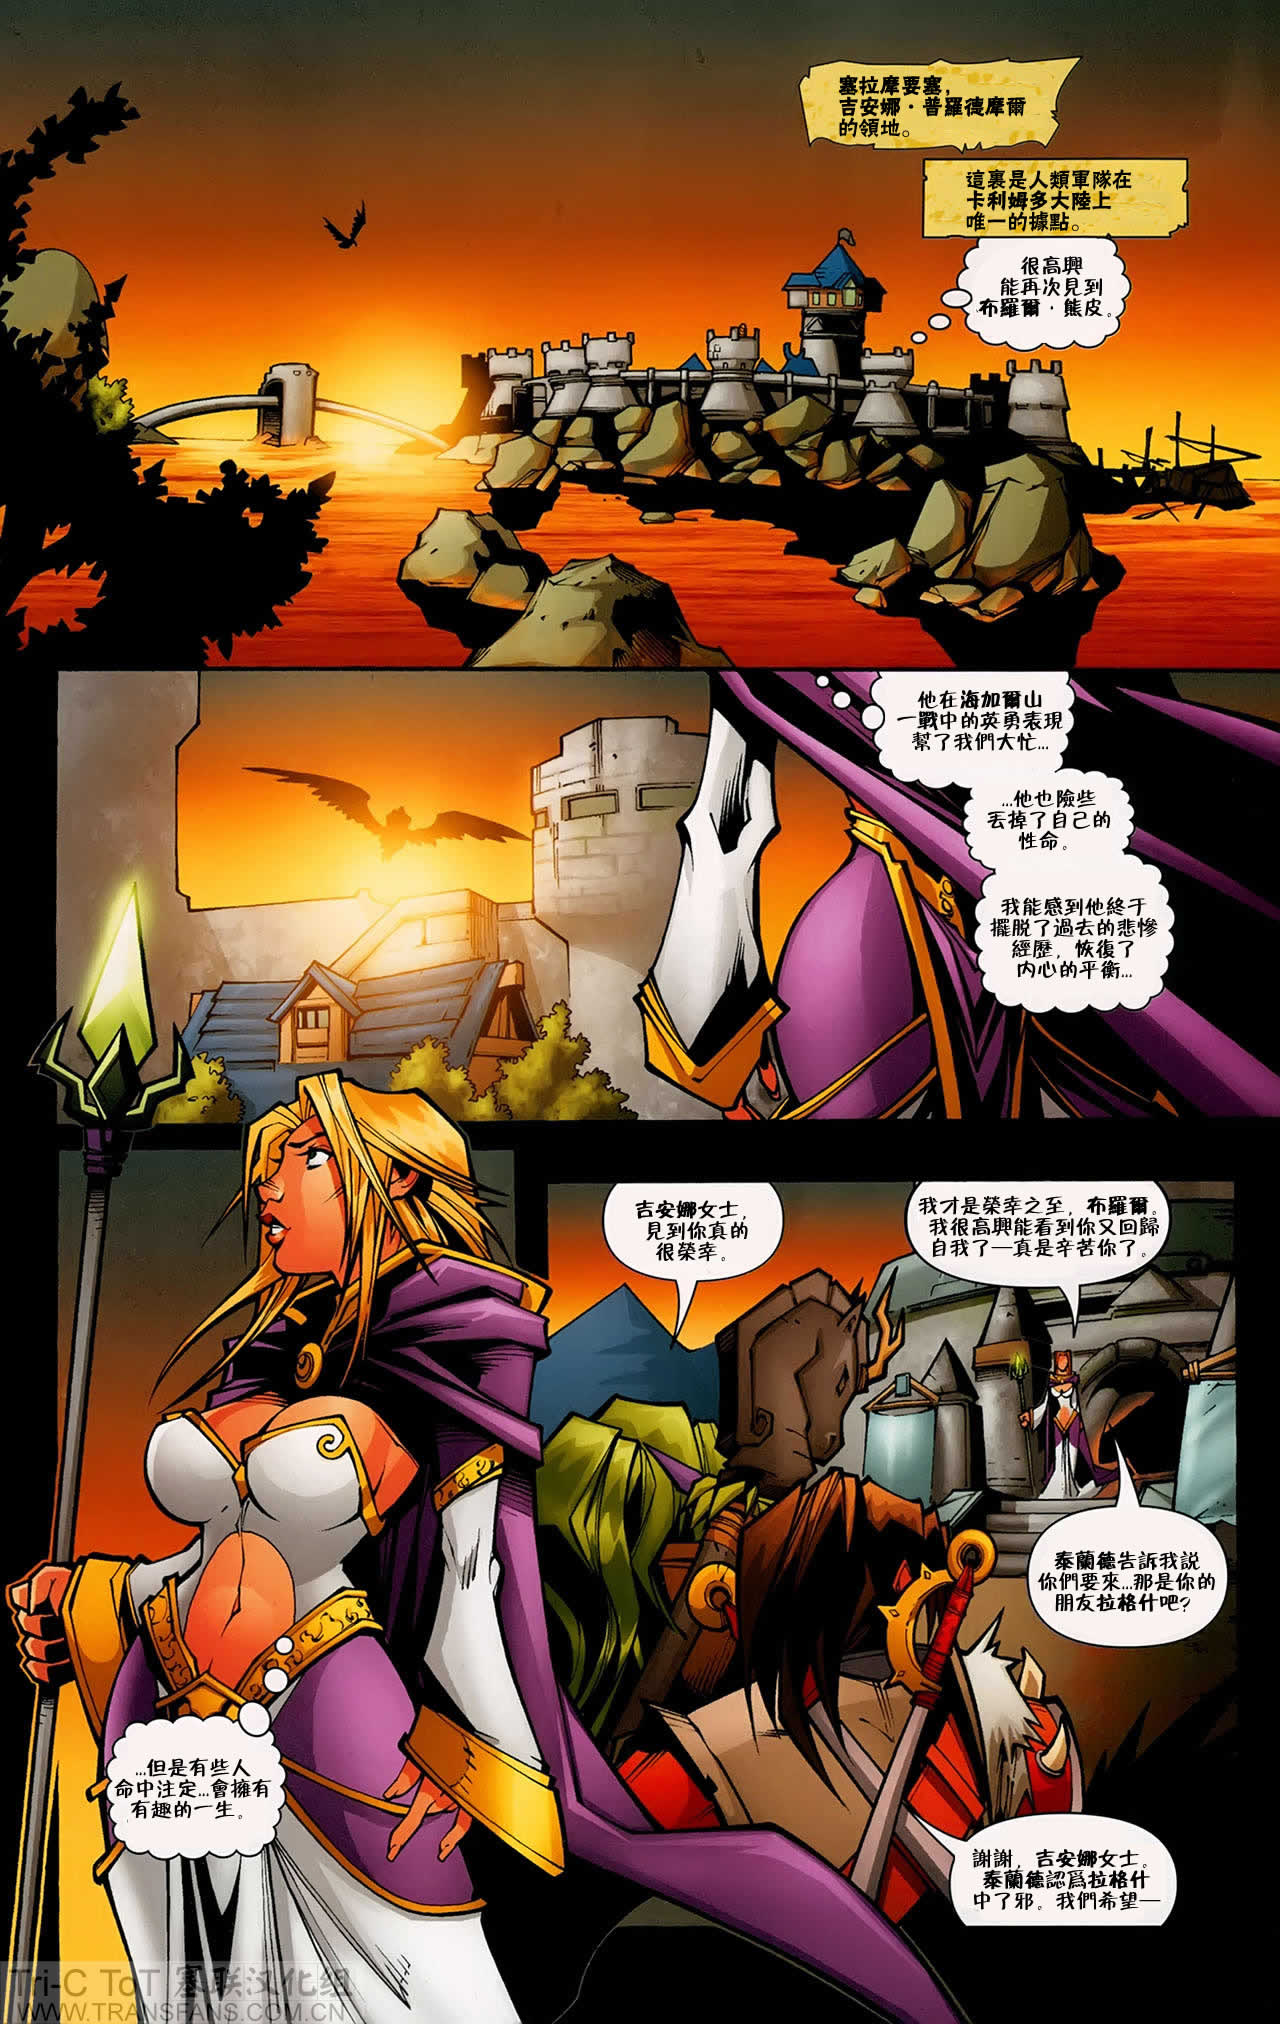 塞拉摩要塞，
吉安娜·普羅德摩爾
的領地。
這裏是人類軍隊在
卡利姆多大陸上
唯一的據點。
很高興
能再次見到
布羅爾·熊皮。
他在海加爾山
一戰中的英勇表現
幫了我們大忙…
…他也險些
丟掉了自己的
性命。
我能感到他終于
擺脫了過去的悲慘
經歷，恢復了
内心的平衡…
吉安娜女士，
見到你真的
很榮幸。
我才是榮幸之至，布羅爾。
我很高興能看到你又回歸
自我了—真是辛苦你了。
泰蘭德告訴我説
你們要來…那是你的
朋友拉格什吧？
…但是有些人
命中注定…會擁有
有趣的一生。
謝謝，吉安娜女士。
泰蘭德認爲拉格什
中了邪。我們希望—
Tri-C ToT 塞联汉化组
WWW.TRANSFANS.COM.CN